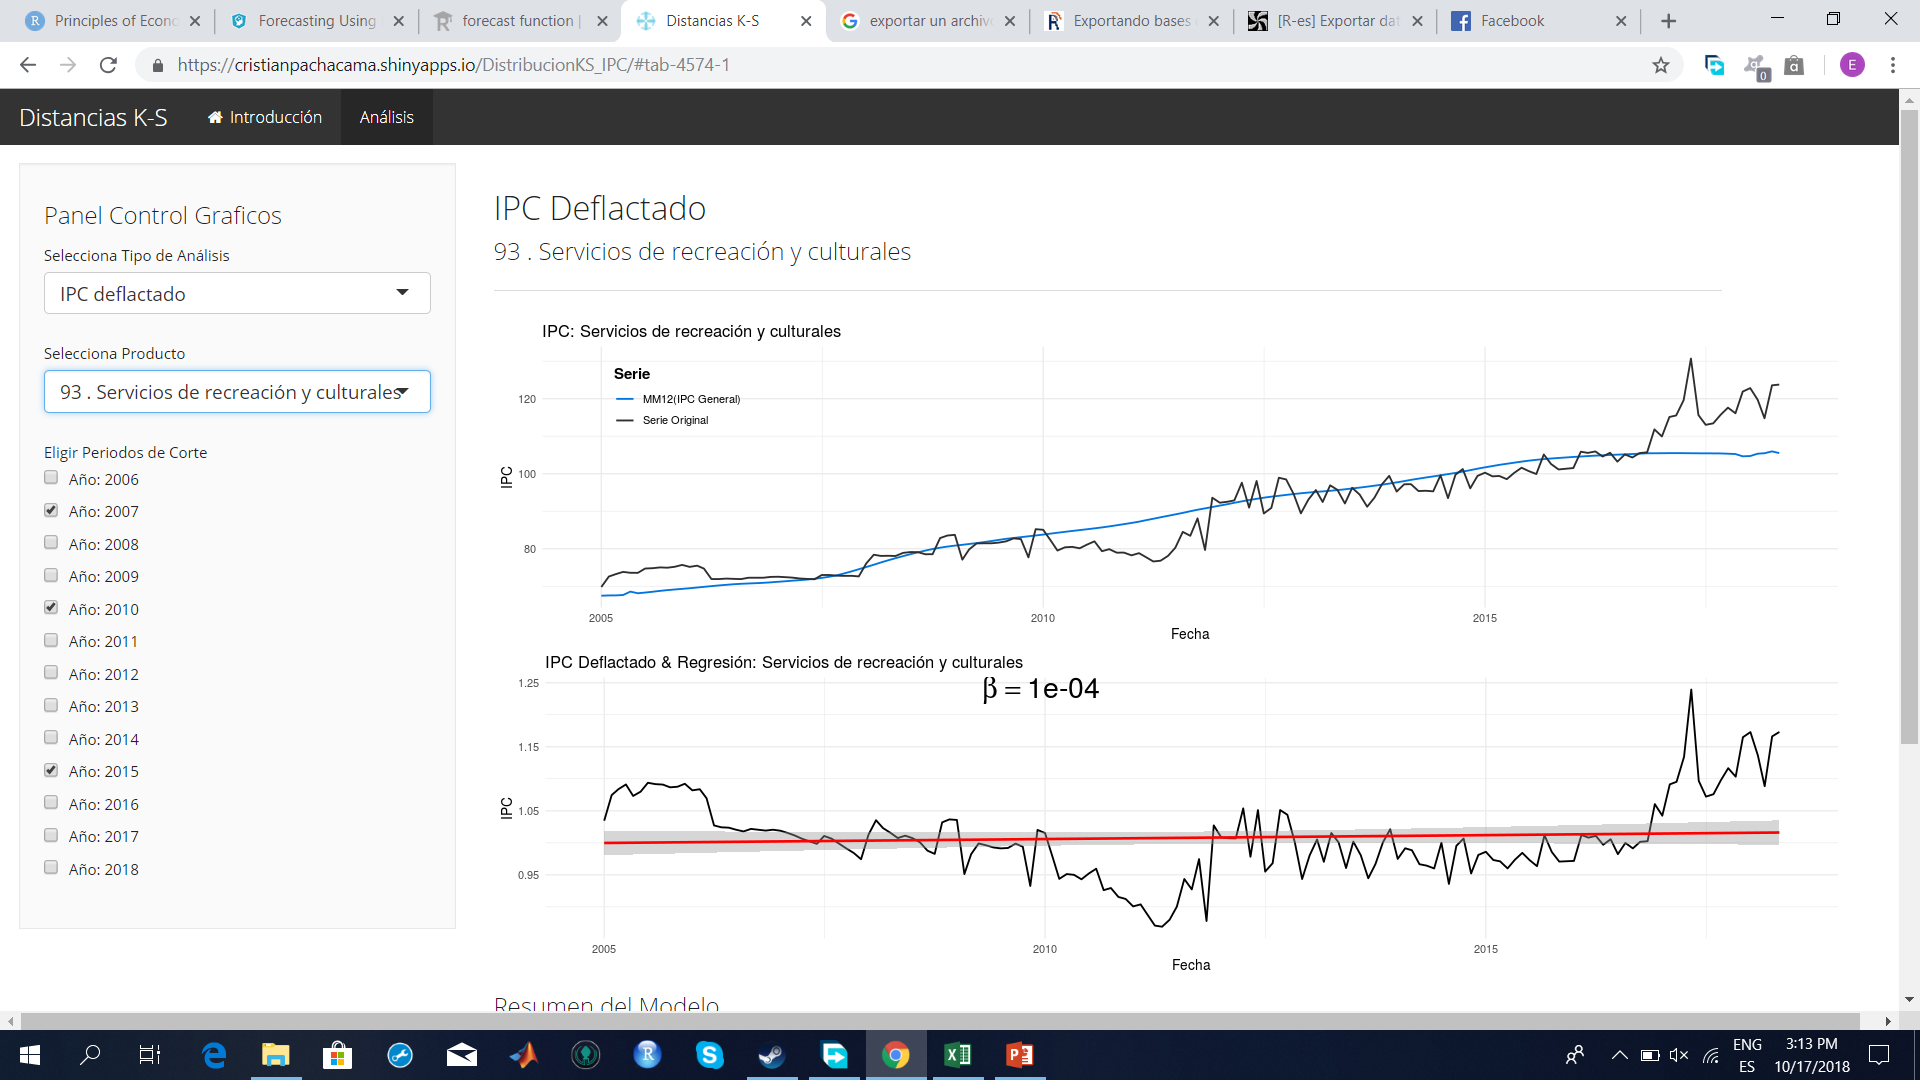 Principles of Econo
Forecasting Using
forecast function |
Distancias K-S
exportar un archivo
Exportando bases
[R-es] Exportar dat
Facebook
https://cristianpachacama.shinyapps.io/DistribucionKS_IPC/#tab-4574-1
0
E
Distancias K-S
Introducción
Análisis
Panel Control Graficos
Selecciona Tipo de Análisis
IPC deflactado
Selecciona Producto
93 . Servicios de recreación y culturales
Eligir Periodos de Corte
Año: 2006
Año: 2007
Año: 2008
Año: 2009
Año: 2010
Año: 2011
Año: 2012
Año: 2013
Año: 2014
Año: 2015
Año: 2016
Año: 2017
Año: 2018
IPC Deflactado
93 . Servicios de recreación y culturales
IPC: Servicios de recreación y culturales
Serie
MM12(IPC General)
Serie Original
120
100
80
IPC
2005
2010
2015
Fecha
IPC Deflactado & Regresión: Servicios de recreación y culturales
β = 1e-04
1.25
1.15
1.05
0.95
IPC
2005
2010
2015
Fecha
Resumen del Modelo
ENG
ES
3:13 PM
10/17/2018